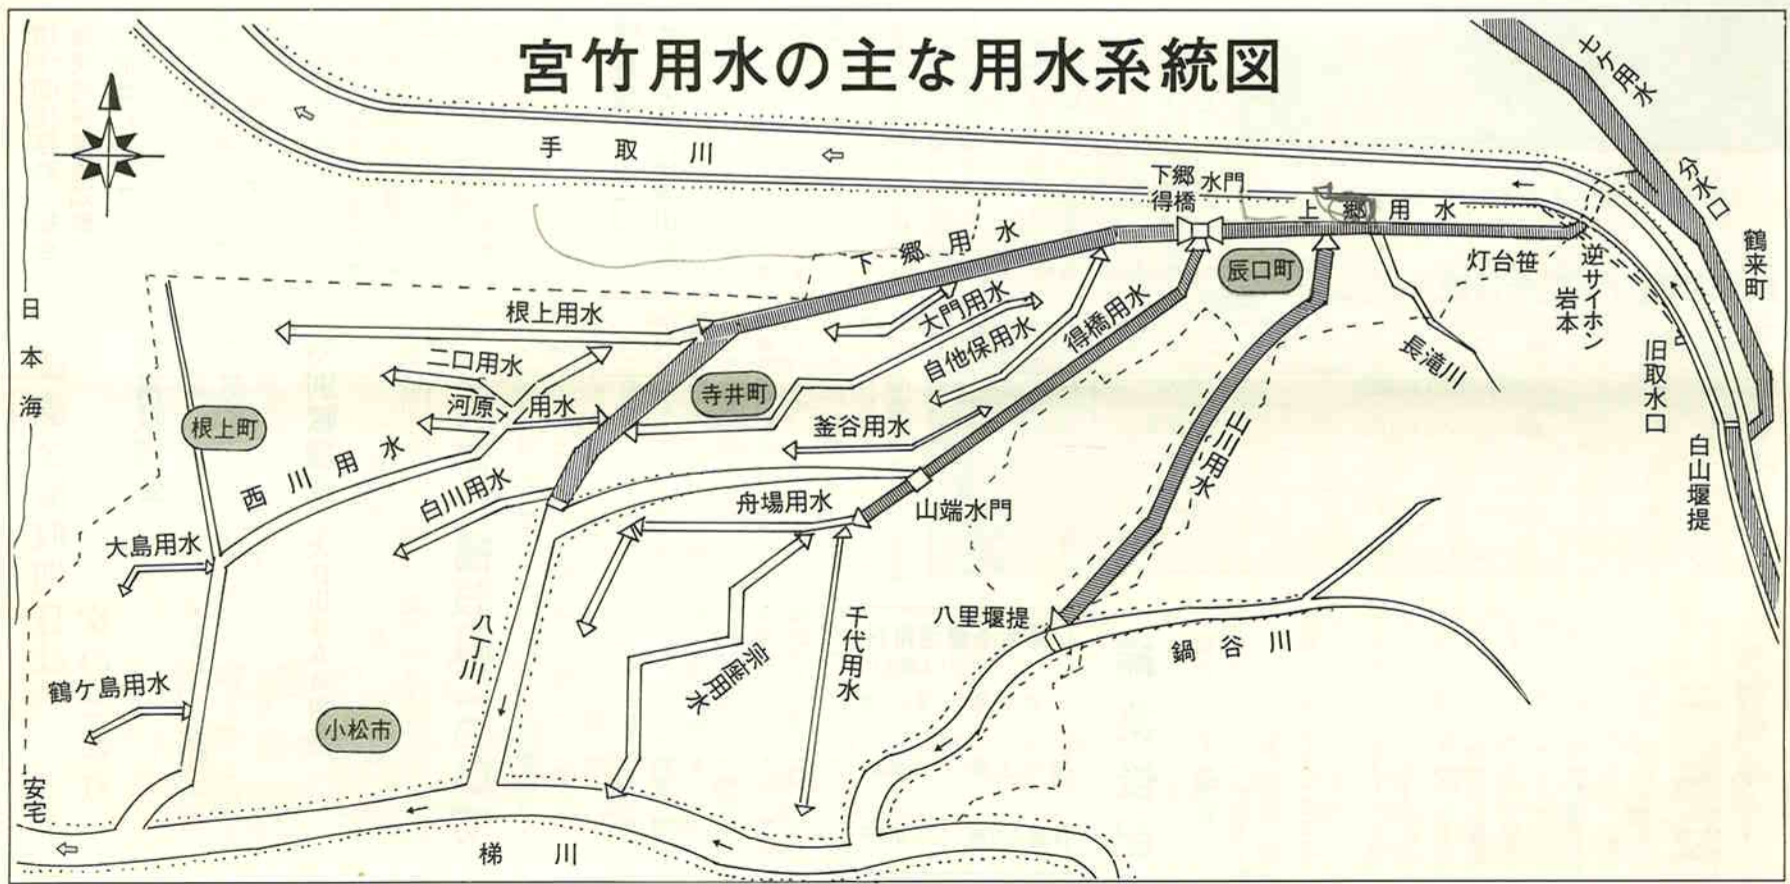 宮竹用水の主な用水系統図
七ケ用水
手取川
分水口
下郷
得橋
水門
上郷用水
鶴来町
下郷用水
辰口町
灯台笹
逆サイホン
岩本
日本海
根上用水
大門用水
得橋用水
自他保用水
長滝川
旧取水口
二口用水
河原
用水
寺井町
釜谷用水
山川用水
根上町
西川用水
白川用水
舟場用水
山端水門
白山堰提
大島用水
八丁川
宗座用水
千代用水
八里堰提
鍋谷川
鶴ケ島用水
小松市
安宅
梯川